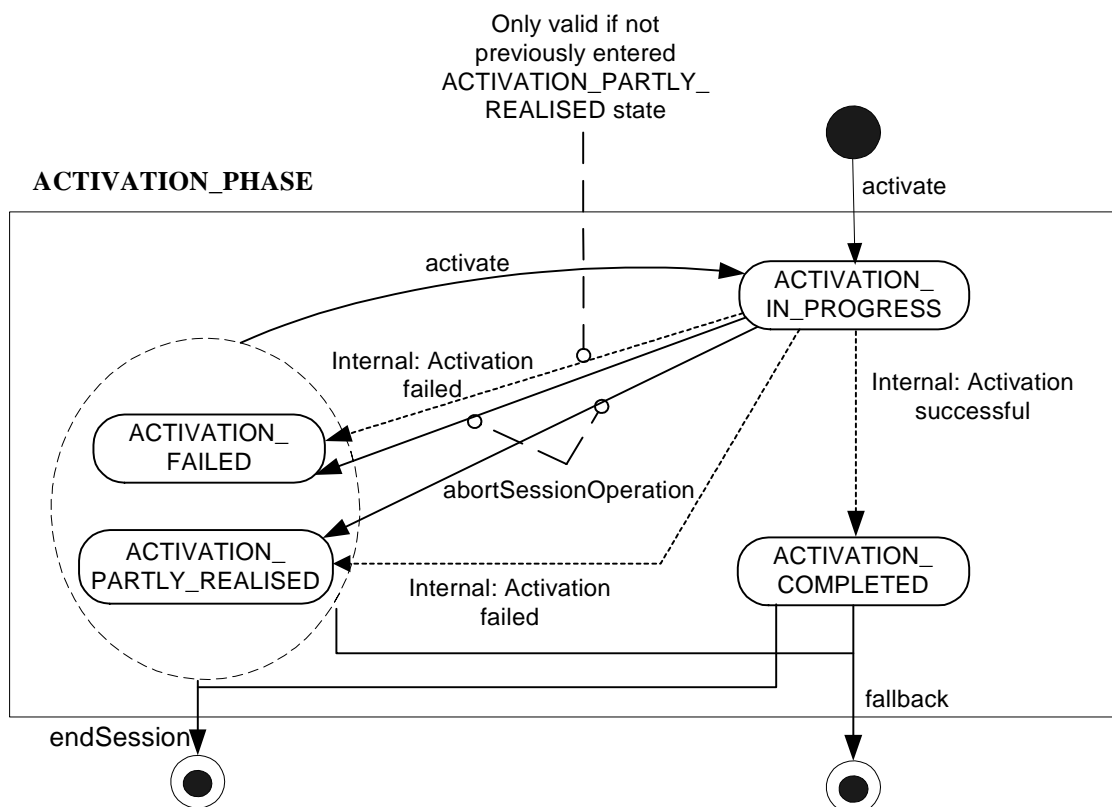 Only valid if not
previously entered
ACTIVATION_PARTLY_
REALISED state
ACTIVATION_PHASE
activate
activate
ACTIVATION_
IN_PROGRESS
Internal: Activation
failed
Internal: Activation
successful
ACTIVATION_
FAILED
abortSessionOperation
ACTIVATION_
PARTLY_REALISED
Internal: Activation
failed
ACTIVATION_
COMPLETED
fallback
endSession